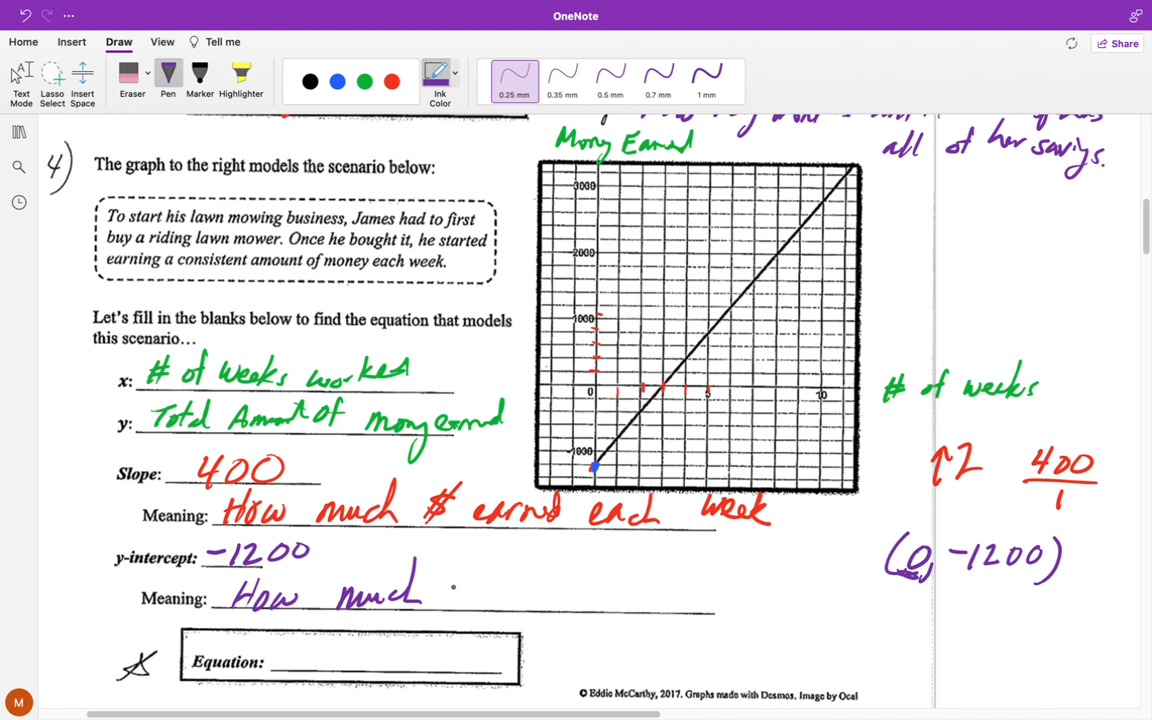 OneNote
Home Insert Draw View Tell me
Share
Text Mode
Lasso Select
Insert Space
Eraser
Pen
Marker
Highlighter
Ink Color
0.25 mm 0.35 mm 0.5 mm 0.7 mm 1 mm
all of her savings.
Mony Earned
4) The graph to the right models the scenario below:
To start his lawn mowing business, James had to first
buy a riding lawn mower. Once he bought it, he started
earning a consistent amount of money each week.
3000
2000
1000
0 5 10
-1000
# of weeks
Let's fill in the blanks below to find the equation that models
this scenario…
x: # of weeks worked
y: Total Amount of mony earned
Slope: 400
↑2 400/1
Meaning: How much $ earned each week
y-intercept: -1200
(0, -1200)
Meaning: How much
Equation:
© Eddie McCarthy, 2017. Graphs made with Desmos. Image by Ocal
M